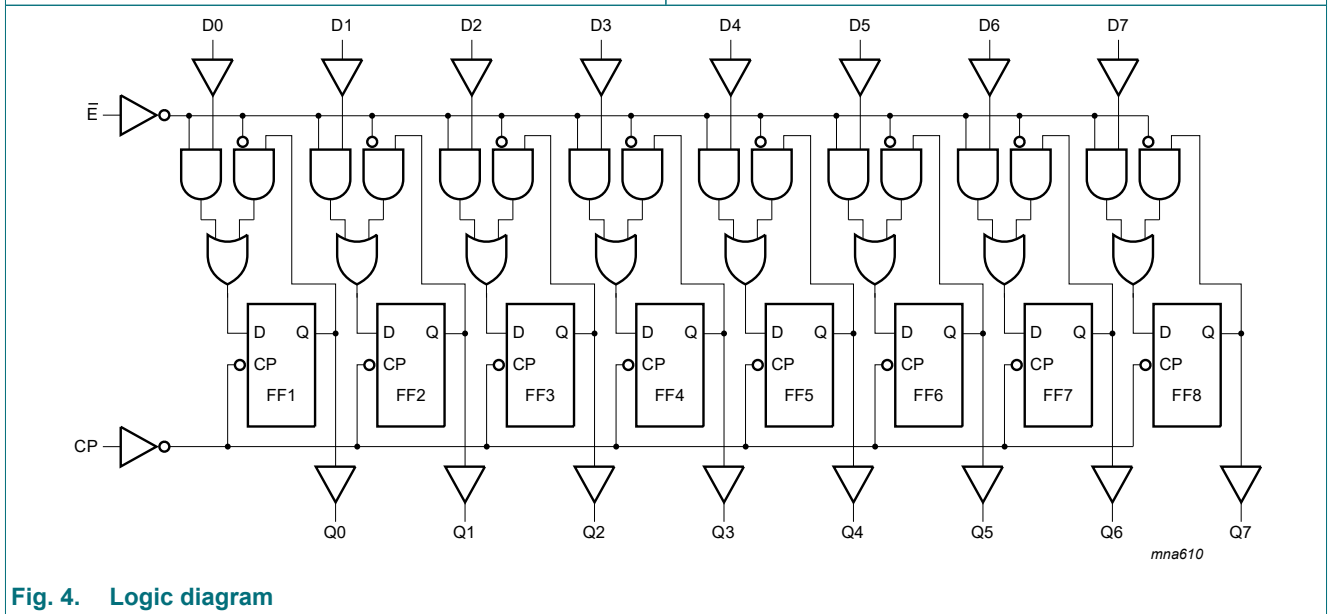 D0 D1 D2 D3 D4 D5 D6 D7
E̅
D Q D Q D Q D Q D Q D Q D Q D Q
CP CP CP CP CP CP CP CP
FF1 FF2 FF3 FF4 FF5 FF6 FF7 FF8
CP
Q0 Q1 Q2 Q3 Q4 Q5 Q6 Q7
mna610
Fig. 4. Logic diagram